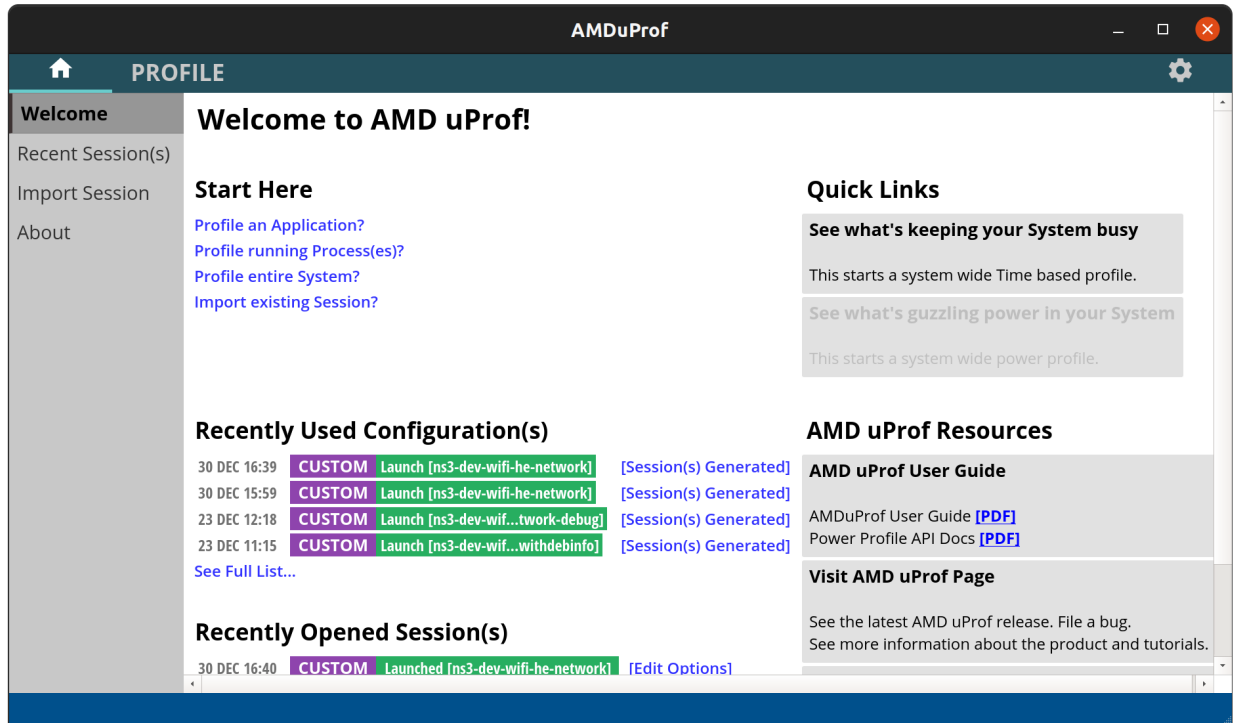 AMDuProf
PROFILE
Welcome
Recent Session(s)
Import Session
About
Welcome to AMD uProf!
Start Here
Profile an Application?
Profile running Process(es)?
Profile entire System?
Import existing Session?
Quick Links
See what's keeping your System busy
This starts a system wide Time based profile.
See what's guzzling power in your System
This starts a system wide power profile.
Recently Used Configuration(s)
30 DEC 16:39 CUSTOM Launch [ns3-dev-wifi-he-network] [Session(s) Generated]
30 DEC 15:59 CUSTOM Launch [ns3-dev-wifi-he-network] [Session(s) Generated]
23 DEC 12:18 CUSTOM Launch [ns3-dev-wif...twork-debug] [Session(s) Generated]
23 DEC 11:15 CUSTOM Launch [ns3-dev-wif...withdebinfo] [Session(s) Generated]
See Full List...
Recently Opened Session(s)
30 DEC 16:40 CUSTOM Launched [ns3-dev-wifi-he-network] [Edit Options]
AMD uProf Resources
AMD uProf User Guide
AMDuProf User Guide [PDF]
Power Profile API Docs [PDF]
Visit AMD uProf Page
See the latest AMD uProf release. File a bug.
See more information about the product and tutorials.